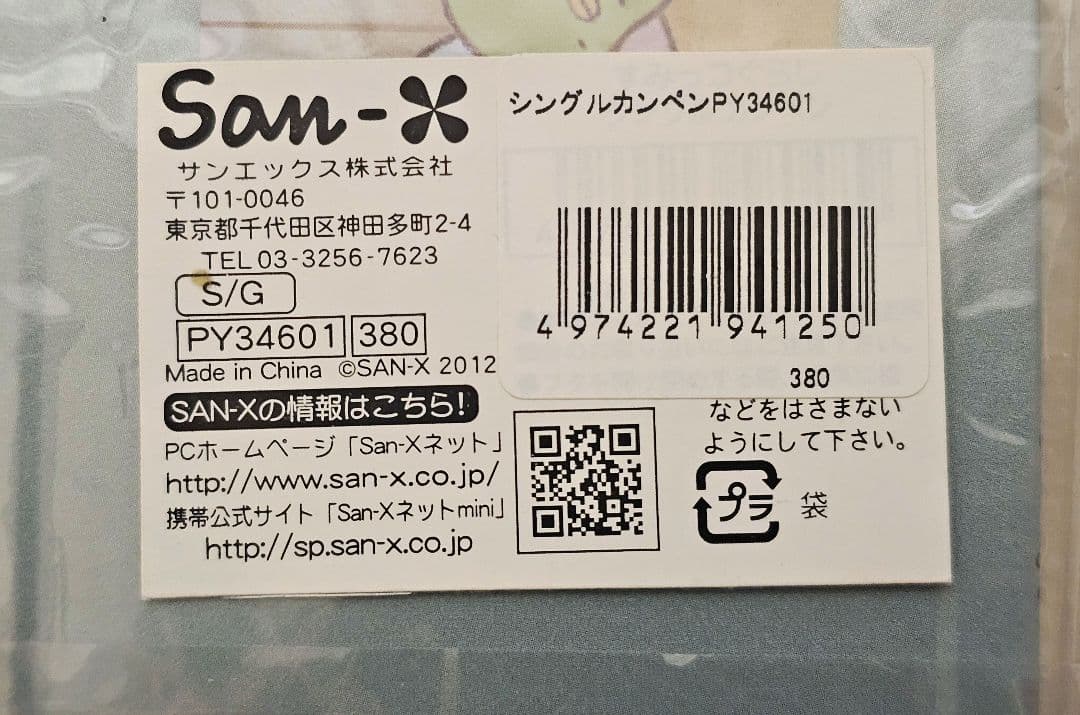 San-X
サンエックス株式会社
〒101-0046
東京都千代田区神田多町2-4
TEL 03-3256-7623
S/G
PY34601 380
Made in China ©SAN-X 2012
SAN-Xの情報はこちら!
PCホームページ「San-Xネット」
http://www.san-x.co.jp/
携帯公式サイト「San-Xネットmini」
http://sp.san-x.co.jp
シングルカンペンPY34601
4974221941250
380
などをはさまない
ようにして下さい。
プラ 袋